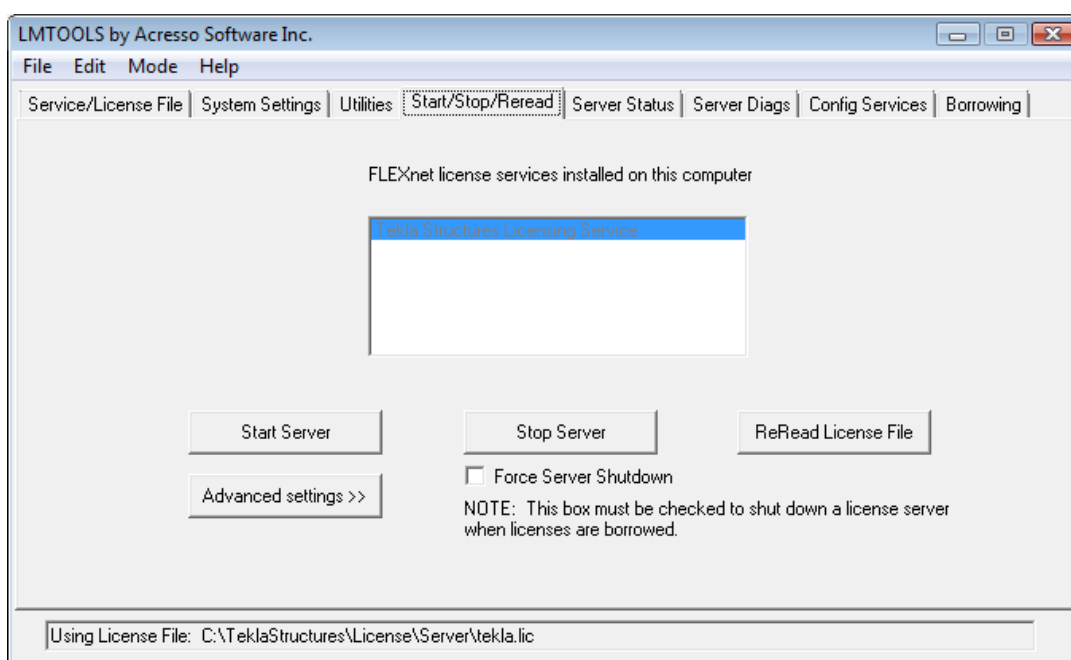 LMTOOLS by Acresso Software Inc.
File Edit Mode Help
Service/License File System Settings Utilities Start/Stop/Reread Server Status Server Diags Config Services Borrowing
FLEXnet license services installed on this computer
Tekla Structures Licensing Service
Start Server Stop Server ReRead License File
Advanced settings >> Force Server Shutdown
NOTE: This box must be checked to shut down a license server
when licenses are borrowed.
Using License File: C:\TeklaStructures\License\Server\tekla.lic